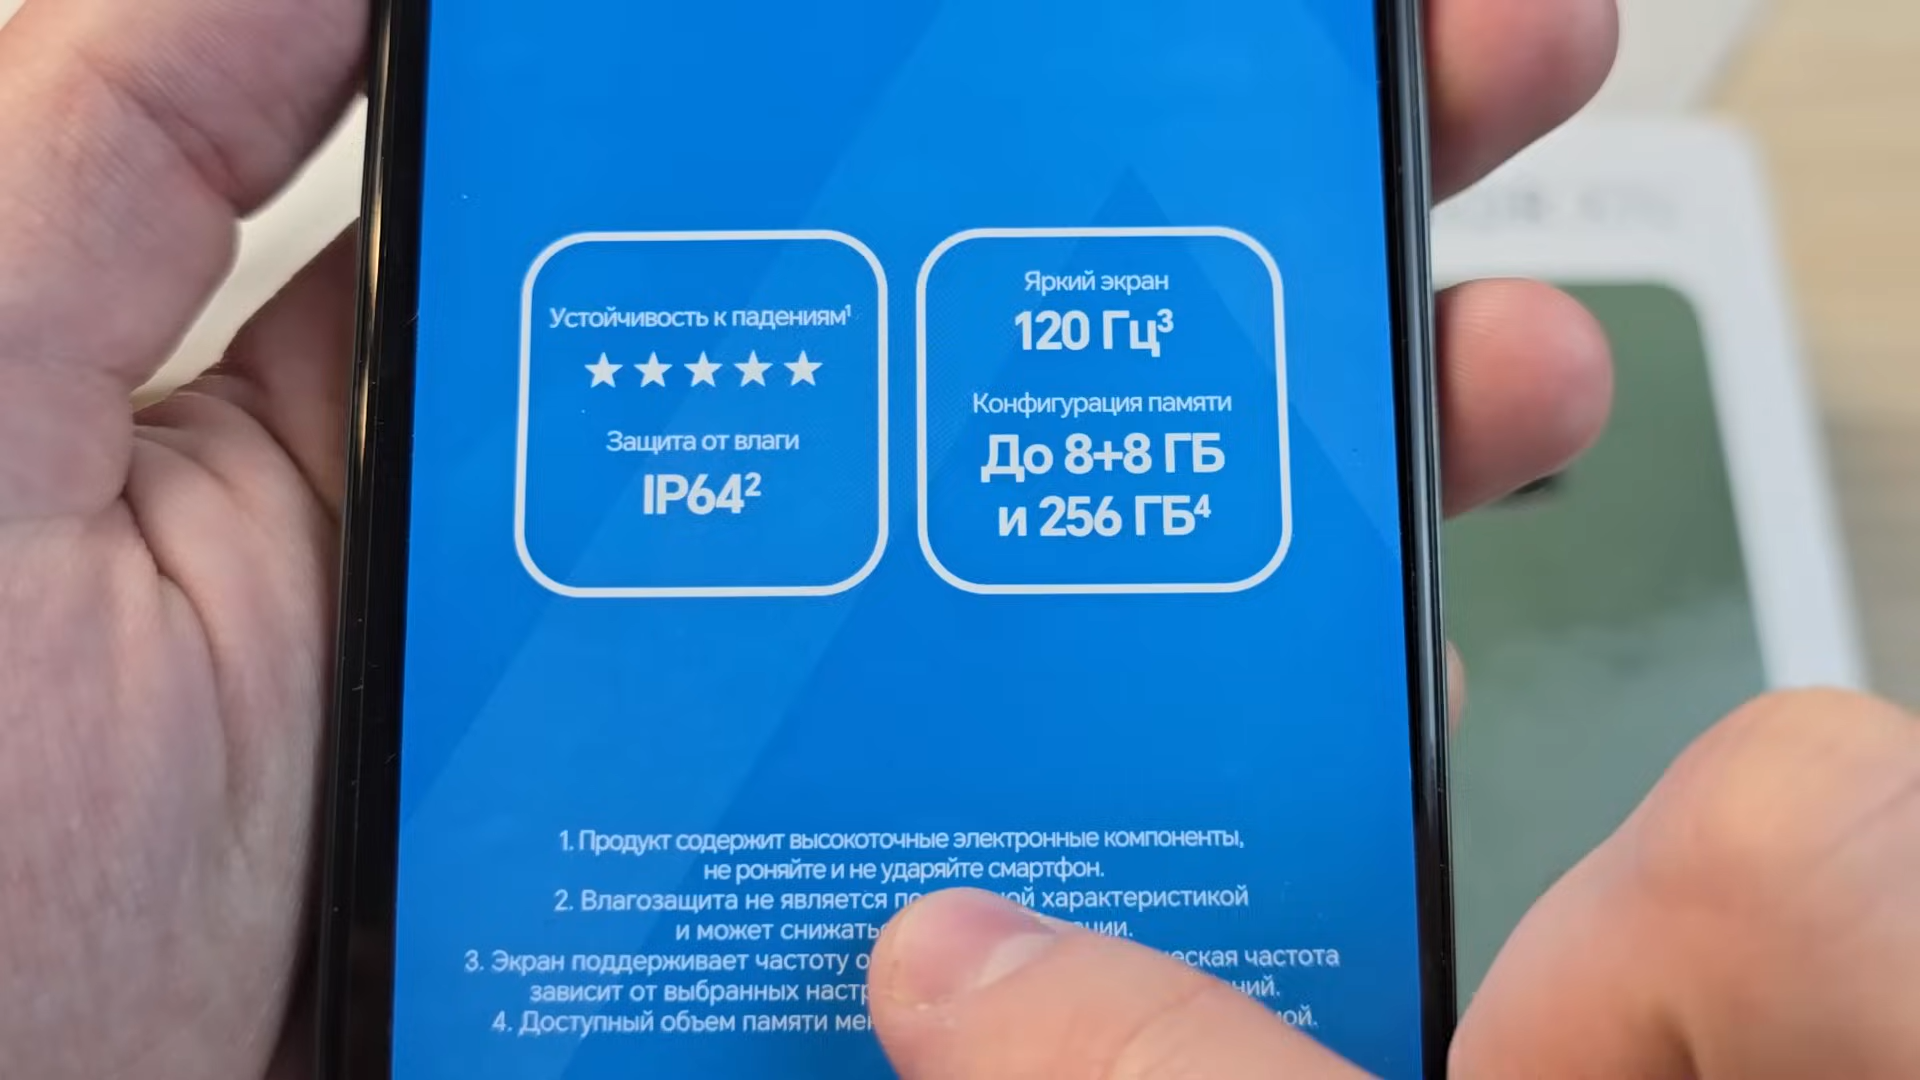 Устойчивость к падениям¹
★★★★★
Защита от влаги
IP64²
Яркий экран
120 Гц³
Конфигурация памяти
До 8+8 ГБ
и 256 ГБ⁴
1. Продукт содержит высокоточные электронные компоненты,
не роняйте и не ударяйте смартфон.
2. Влагозащита не является характеристикой
и может
3. Экран поддерживает частоту частота
зависит от выбранных
4. Доступный объем памяти